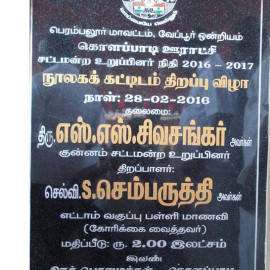 பெரம்பலூர் மாவட்டம், வேப்பூர் ஒன்றியம்
கொளப்பாடி ஊராட்சி
சட்டமன்ற உறுப்பினர் நிதி 2016 – 2017
நூலகக் கட்டிடம் திறப்பு விழா
நாள்: 28-02-2016
தலைமை:
திரு. எஸ்.எஸ்.சிவசங்கர் அவர்கள்
குன்னம் சட்டமன்ற உறுப்பினர்
திறப்பாளர்:
செல்வி. S.செம்பருத்தி அவர்கள்
எட்டாம் வகுப்பு பள்ளி மாணவி
(கோரிக்கை வைத்தவர்)
மதிப்பீடு: ரூ. 2.00 இலட்சம்
இவண்